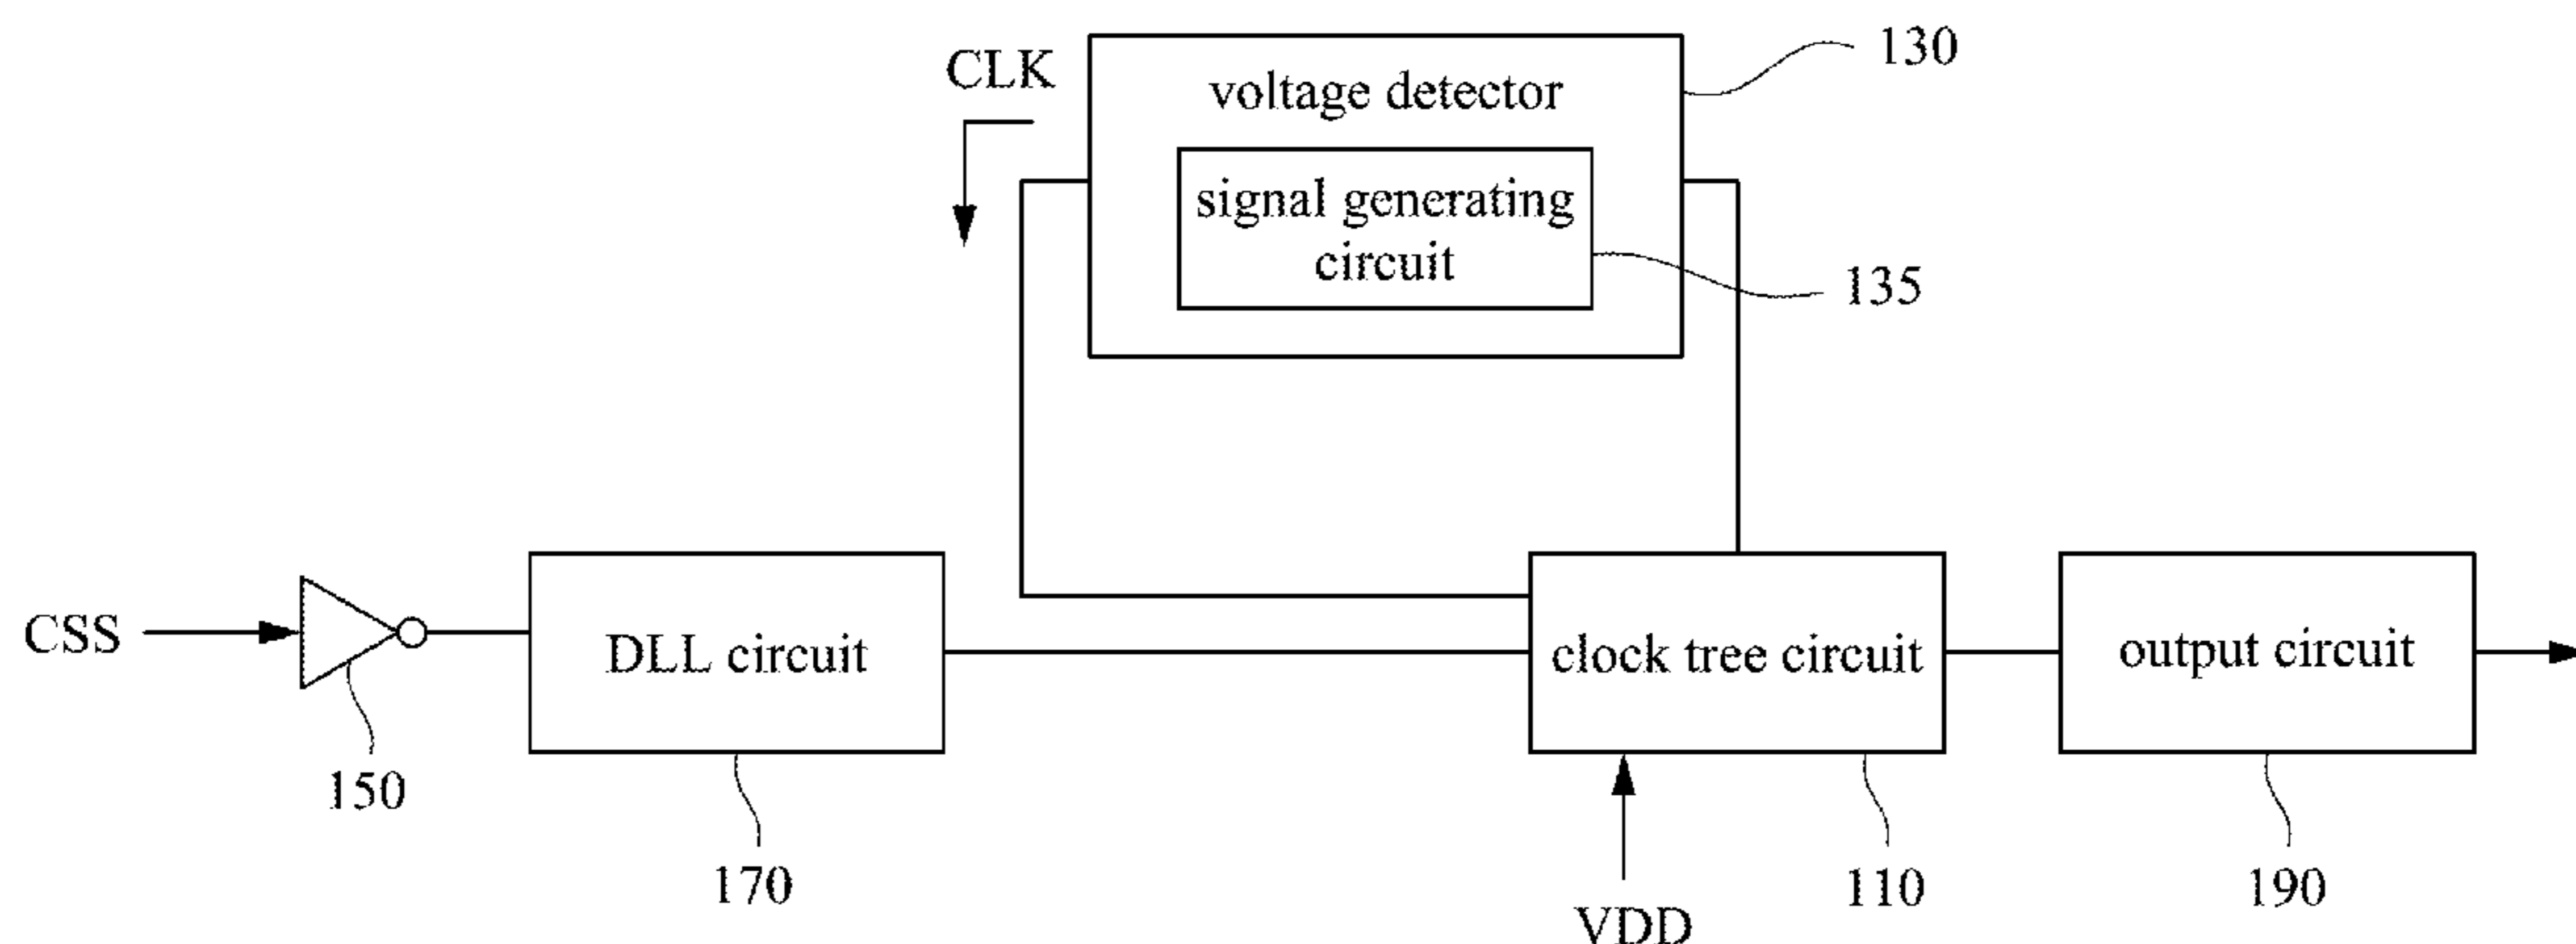 CLK
130
voltage detector
signal generating
circuit
135
CSS
DLL circuit
clock tree circuit
output circuit
150
170
110
190
VDD